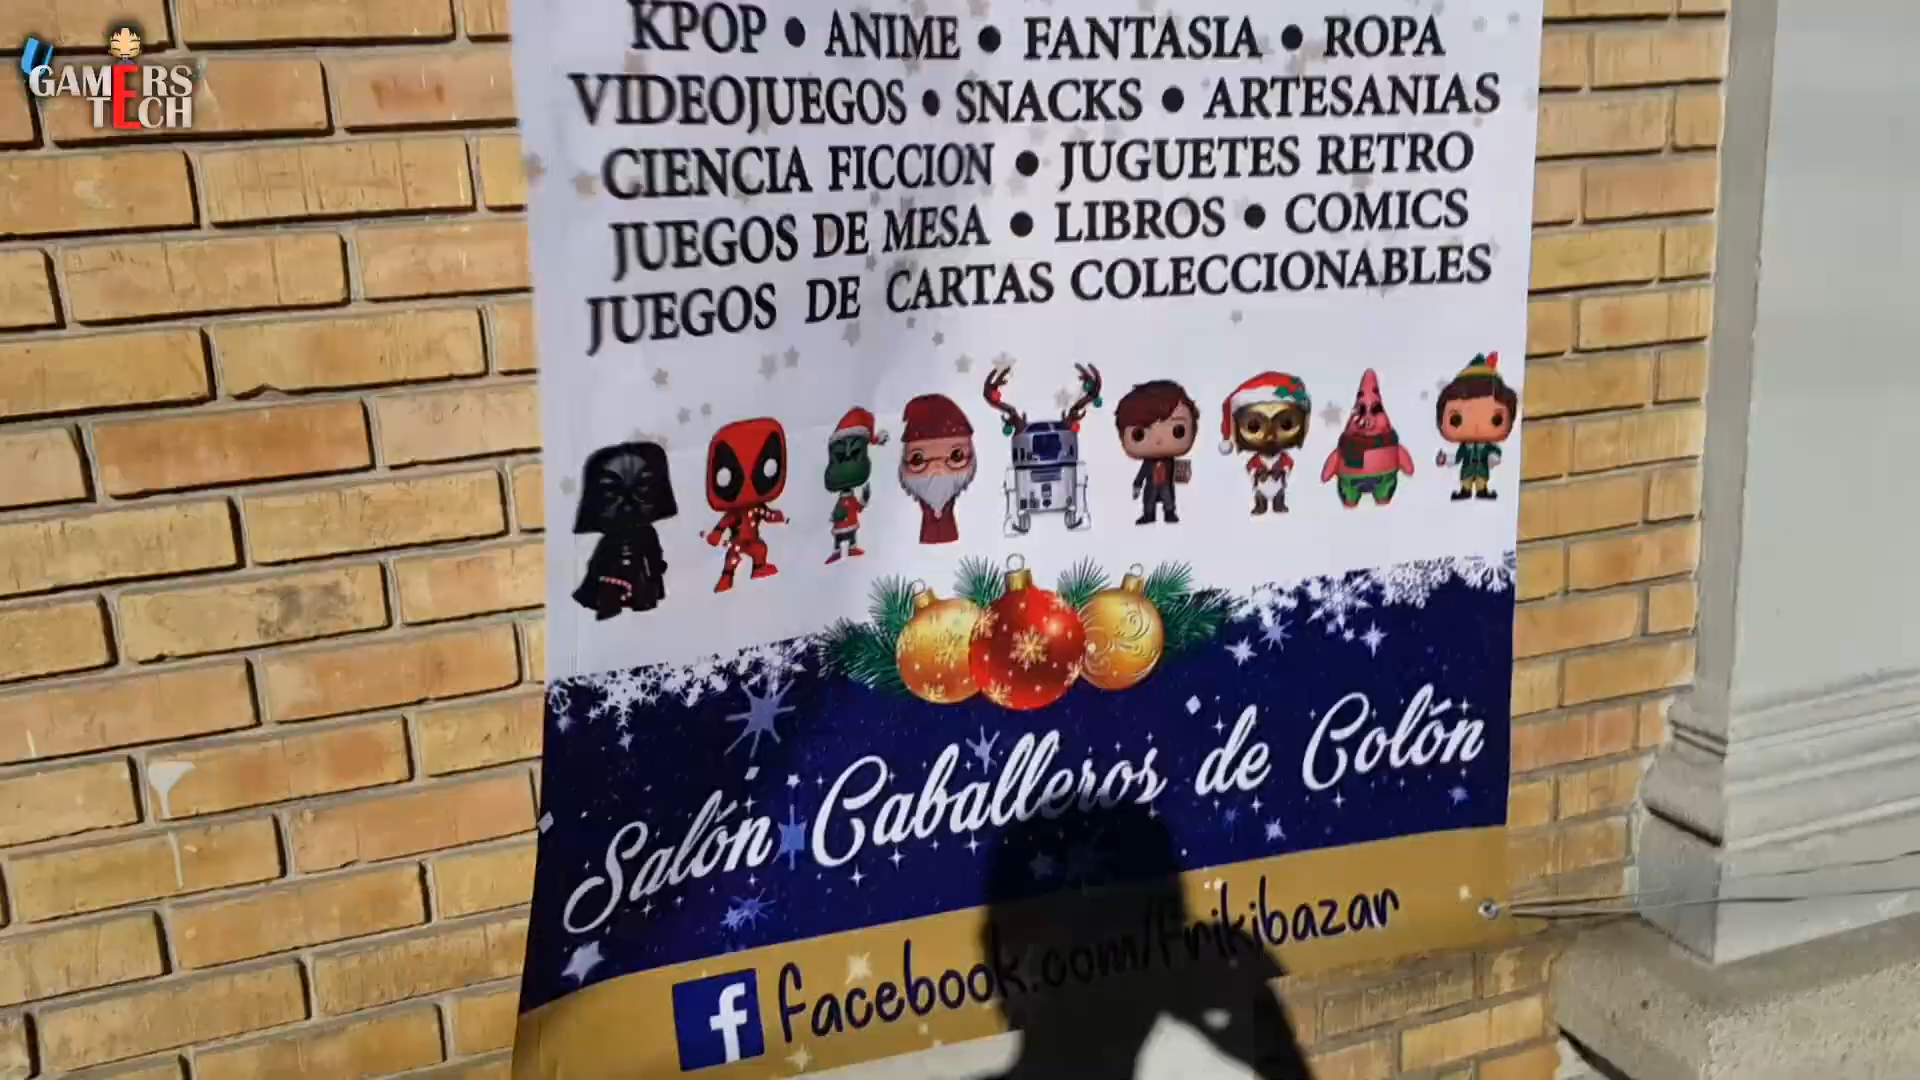 GAMERS
TECH
KPOP • ANIME • FANTASIA • ROPA
VIDEOJUEGOS • SNACKS • ARTESANIAS
CIENCIA FICCION • JUGUETES RETRO
JUEGOS DE MESA • LIBROS • COMICS
JUEGOS DE CARTAS COLECCIONABLES
Salón Caballeros de Colón
facebook.com/frikibazar